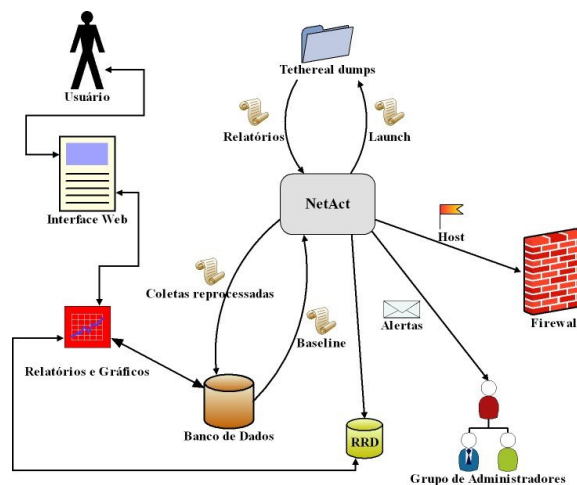 Tethereal dumps
Usuário
Relatórios
Launch
NetAct
Interface Web
Host
Coletas reprocessadas
Firewal
Alertas
Baseline
Relatórios e Gráficos
Banco de Dados
RRD
Grupo de Administradores